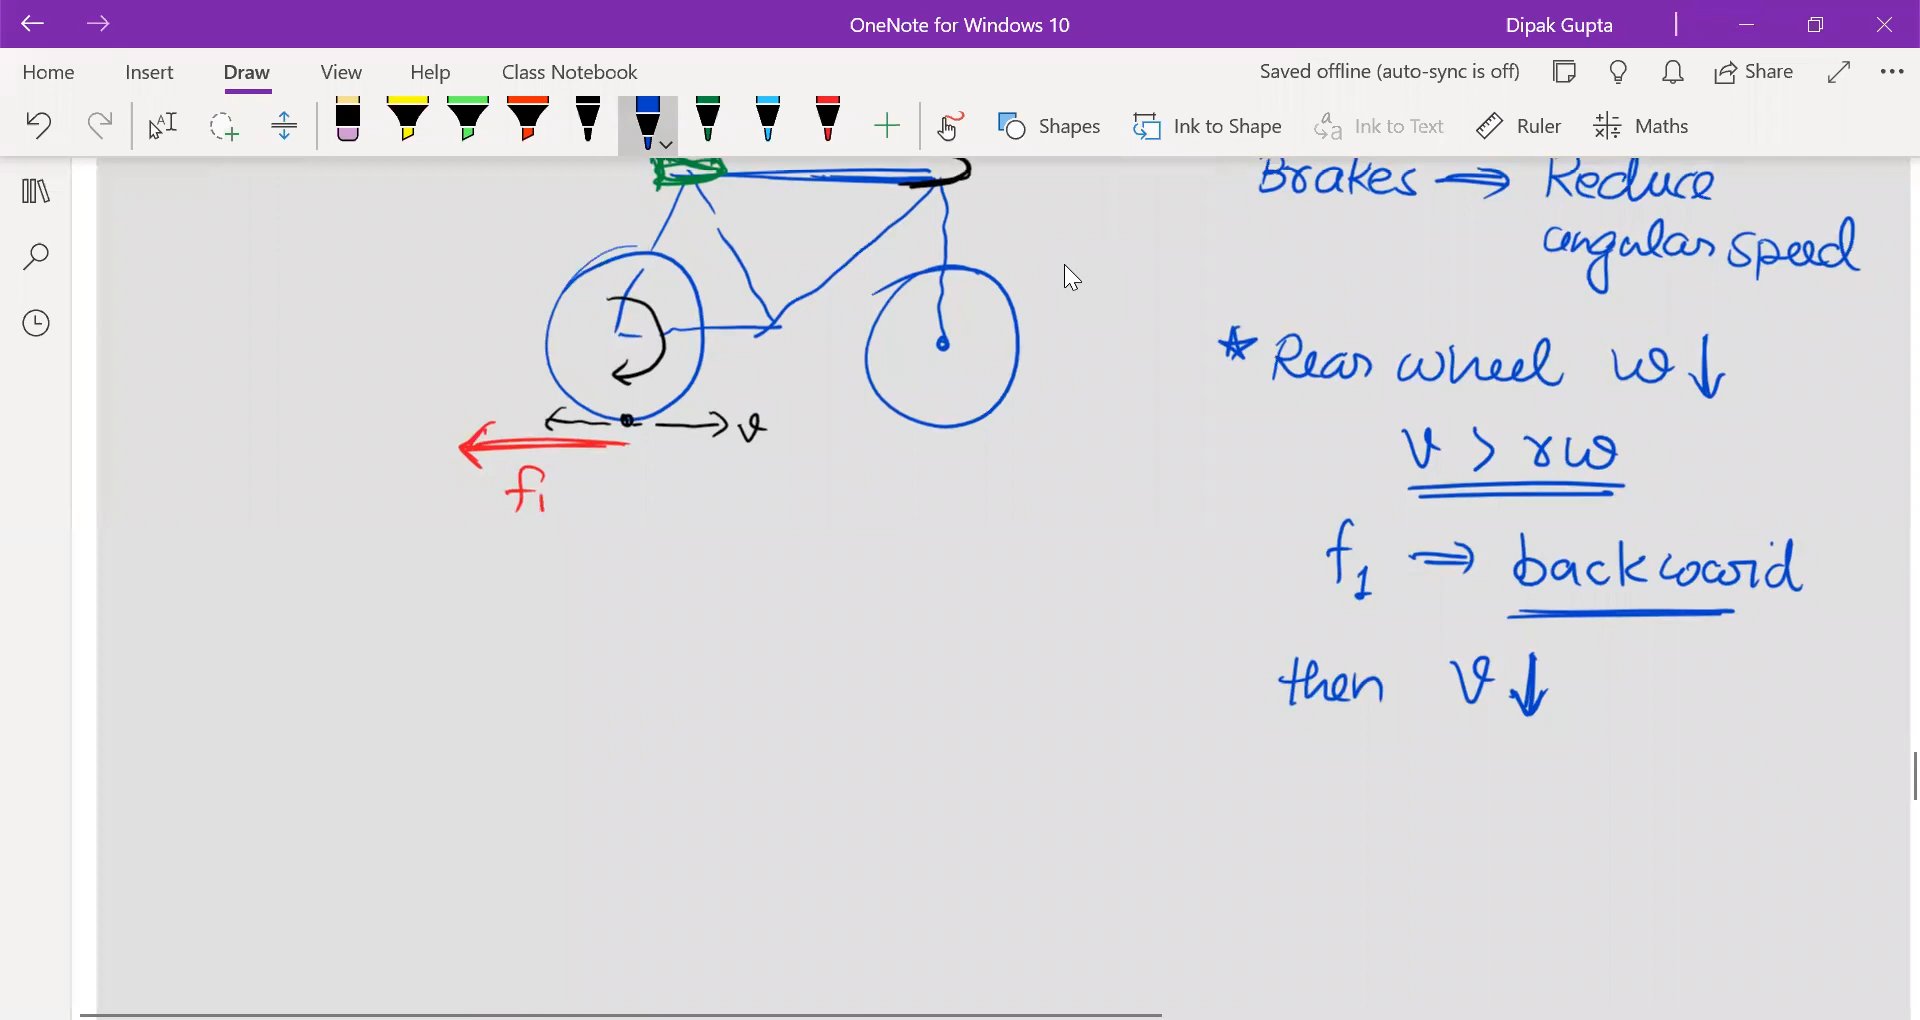 OneNote for Windows 10
Dipak Gupta
Home Insert Draw View Help Class Notebook
Saved offline (auto-sync is off) Share
Shapes Ink to Shape Ink to Text Ruler Maths
Brakes ⟹ Reduce
angular speed
* Rear wheel ω ↓
v > rω
f₁ ⟹ backward
then v ↓
v
f₁